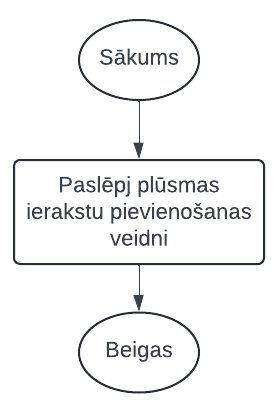 Sākums
Paslēpj plūsmas
ierakstu pievienošanas
veidni
Beigas